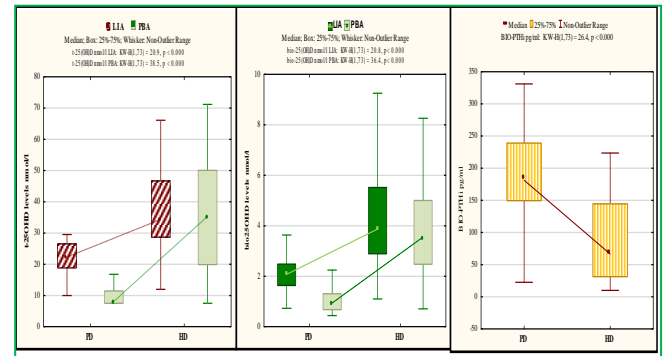 LIA PBA
Median; Box: 25%-75%; Whisker: Non-Outlier Range
t-25(OH)D nmol/l LIA: KW-H(1,73) = 20.9, p < 0.000
t-25(OH)D nmol/l PBA: KW-H(1,73) = 38.5, p < 0.000
t-25OHD levels nmol/l
80
70
60
50
40
30
20
10
0
PD HD
LIA PBA
Median; Box: 25%-75%; Whisker: Non-Outlier Range
bio-25(OH)D nmol/l LIA: KW-H(1,73) = 20.8, p < 0.000
bio-25(OH)D nmol/l PBA: KW-H(1,73) = 36.4, p < 0.000
bio25OHD levels nmol/l
10
8
6
4
2
0
PD HD
Median 25%-75% Non-Outlier Range
BIO-PTHi pg/ml: KW-H(1,73) = 26.4, p < 0.000
BIO-PTHi pg/ml
350
300
250
200
150
100
50
0
-50
PD HD